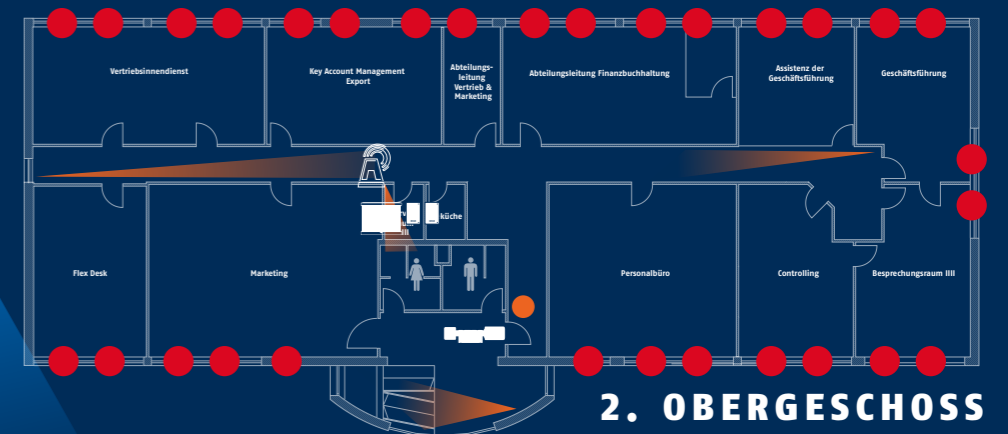 Vertriebsinnendienst
Key Account Management
Export
Abteilungs-
leitung
Vertrieb &
Marketing
Abteilungsleitung Finanzbuchhaltung
Assistenz der
Geschäftsführung
Geschäftsführung
küche
Flex Desk
Marketing
Personalbüro
Controlling
Besprechungsraum IIII
2. OBERGESCHOSS